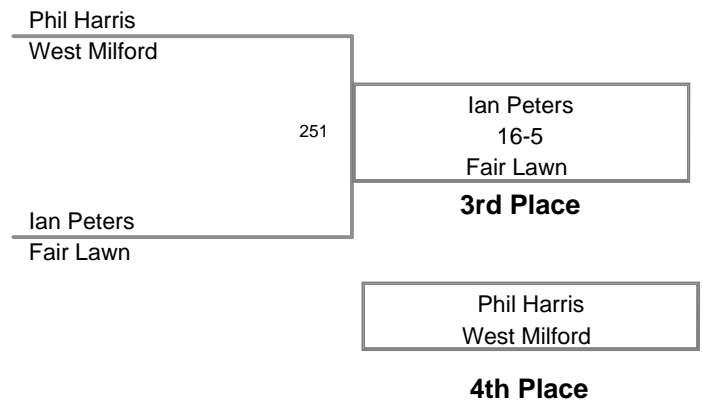 Phil Harris
West Milford
251
Ian Peters
16-5
Fair Lawn
3rd Place
Ian Peters
Fair Lawn
Phil Harris
West Milford
4th Place